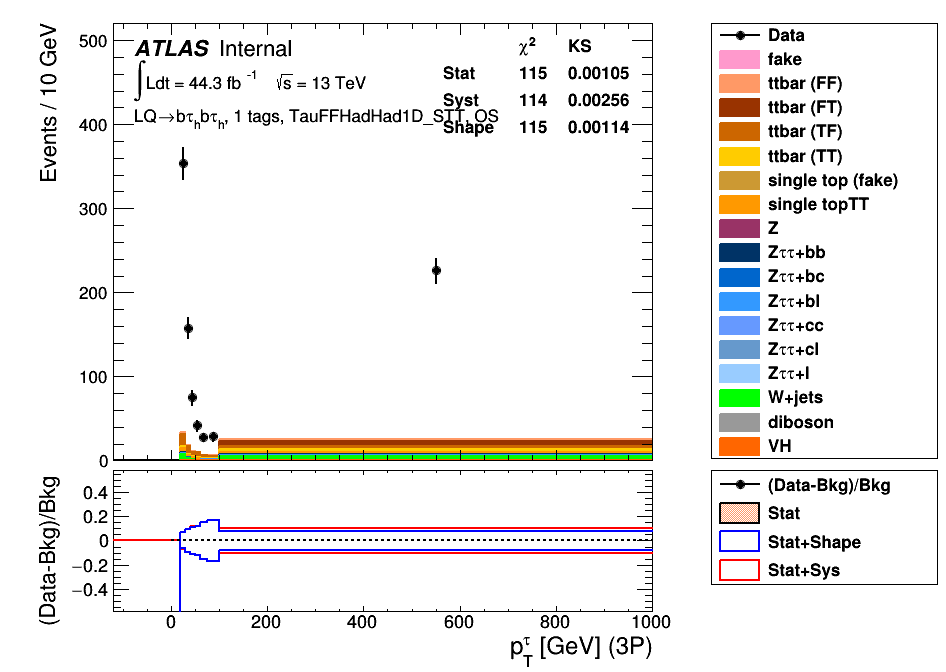 ATLAS Internal
∫Ldt = 44.3 fb⁻¹ √s = 13 TeV
LQ→bτₕbτₕ, 1 tags, TauFFHadHad1D_STT, OS
χ² KS
Stat 115 0.00105
Syst 114 0.00256
Shape 115 0.00114
Events / 10 GeV
500
400
300
200
100
0
(Data-Bkg)/Bkg
0.4
0.2
0
−0.2
−0.4
0 200 400 600 800 1000
p_T^τ [GeV] (3P)
Data
fake
ttbar (FF)
ttbar (FT)
ttbar (TF)
ttbar (TT)
single top (fake)
single topTT
Z
Zττ+bb
Zττ+bc
Zττ+bl
Zττ+cc
Zττ+cl
Zττ+l
W+jets
diboson
VH
(Data-Bkg)/Bkg
Stat
Stat+Shape
Stat+Sys